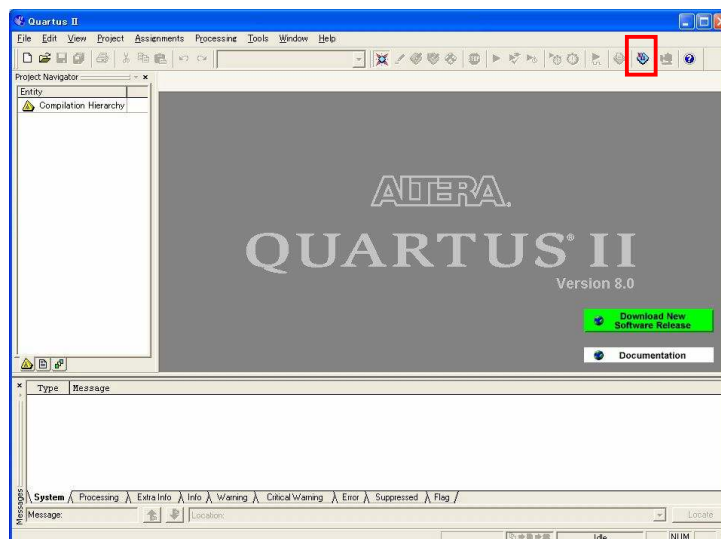 Quartus II
File Edit View Project Assignments Processing Tools Window Help
Project Navigator
Entity
Compilation Hierarchy
ALTERA.
QUARTUS® II
Version 8.0
Download New
Software Release
Documentation
Type Message
Messages
System Processing Extra Info Info Warning Critical Warning Error Suppressed Flag
Message: Location: Locate
Idle NUM